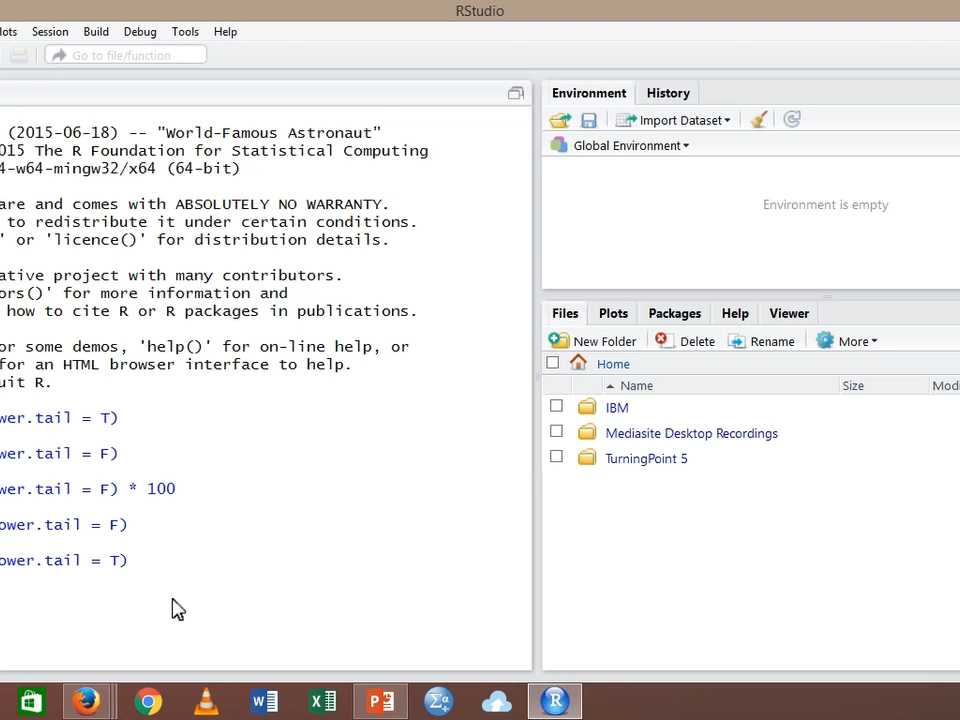 RStudio
lots Session Build Debug Tools Help
Go to file/function
(2015-06-18) -- "World-Famous Astronaut"
015 The R Foundation for Statistical Computing
4-w64-mingw32/x64 (64-bit)
are and comes with ABSOLUTELY NO WARRANTY.
to redistribute it under certain conditions.
' or 'licence()' for distribution details.
ative project with many contributors.
ors()' for more information and
how to cite R or R packages in publications.
or some demos, 'help()' for on-line help, or
for an HTML browser interface to help.
uit R.
wer.tail = T)
wer.tail = F)
wer.tail = F) * 100
ower.tail = F)
ower.tail = T)
Environment History
Import Dataset
Global Environment
Environment is empty
Files Plots Packages Help Viewer
New Folder Delete Rename More
Home
Name Size Modi
IBM
Mediasite Desktop Recordings
TurningPoint 5